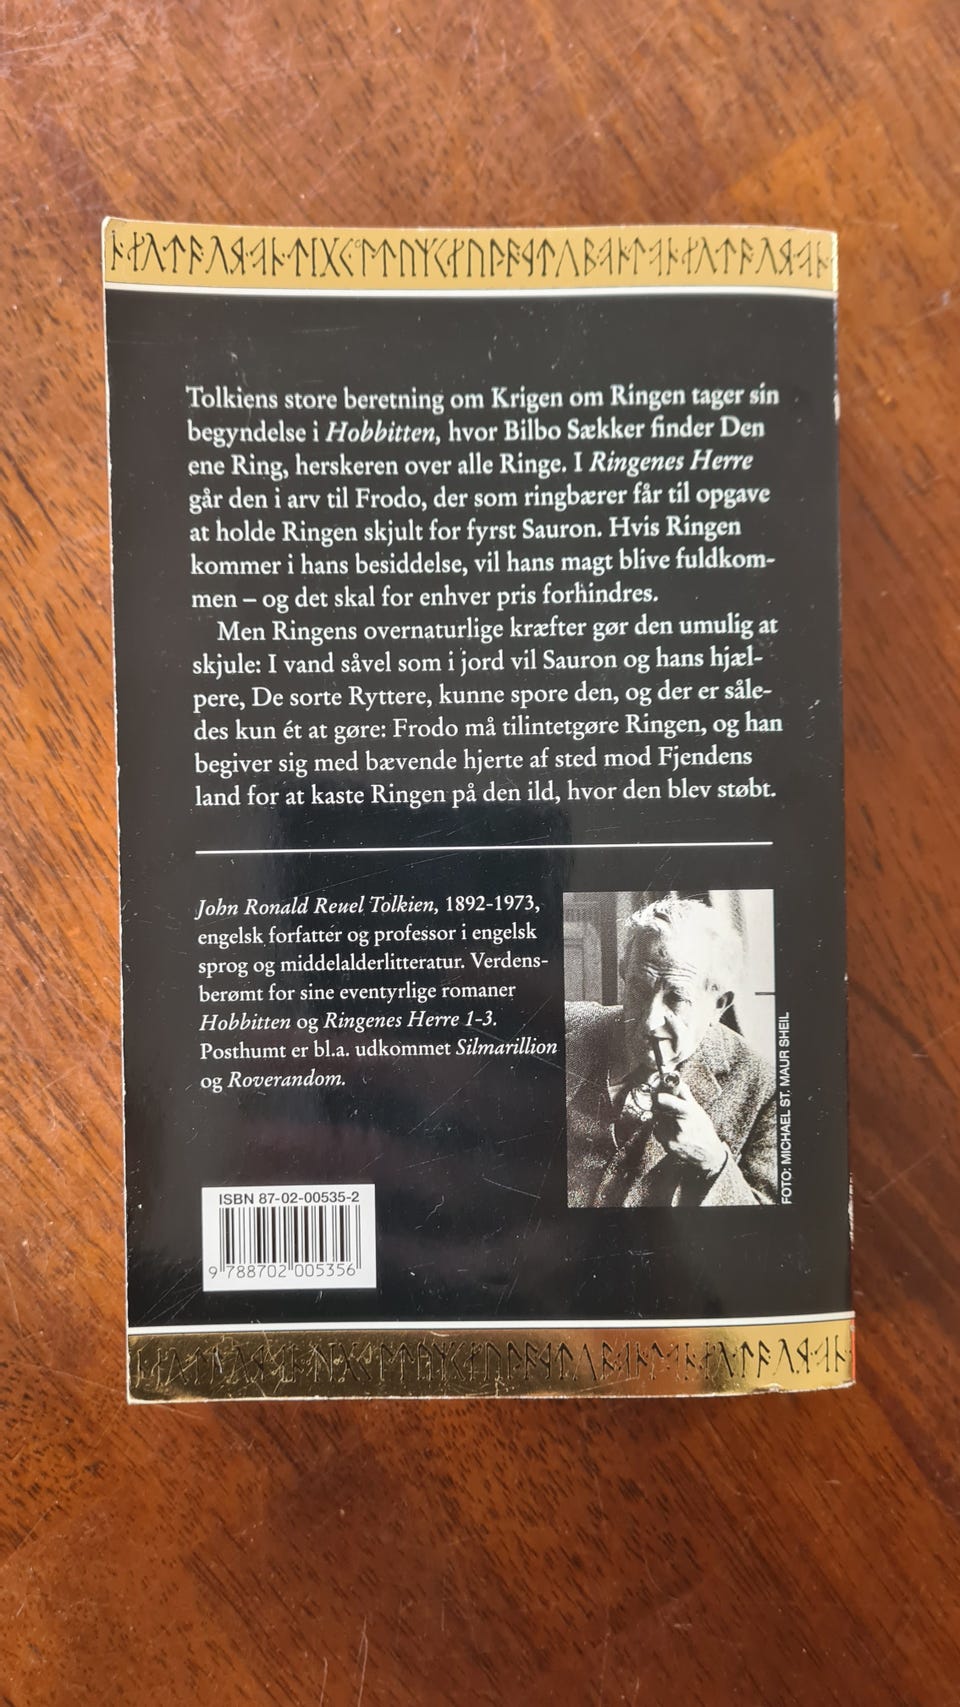 Tolkiens store beretning om Krigen om Ringen tager sin
begyndelse i Hobbitten, hvor Bilbo Sækker finder Den
ene Ring, herskeren over alle Ringe. I Ringenes Herre
går den i arv til Frodo, der som ringbærer får til opgave
at holde Ringen skjult for fyrst Sauron. Hvis Ringen
kommer i hans besiddelse, vil hans magt blive fuldkom-
men – og det skal for enhver pris forhindres.
Men Ringens overnaturlige kræfter gør den umulig at
skjule: I vand såvel som i jord vil Sauron og hans hjæl-
pere, De sorte Ryttere, kunne spore den, og der er såle-
des kun ét at gøre: Frodo må tilintetgøre Ringen, og han
begiver sig med bævende hjerte af sted mod Fjendens
land for at kaste Ringen på den ild, hvor den blev støbt.
John Ronald Reuel Tolkien, 1892-1973,
engelsk forfatter og professor i engelsk
sprog og middelalderlitteratur. Verdens-
berømt for sine eventyrlige romaner
Hobbitten og Ringenes Herre 1-3.
Posthumt er bl.a. udkommet Silmarillion
og Roverandom.
FOTO: MICHAEL ST. MAUR SHEIL
ISBN 87-02-00535-2
9 788702 005356